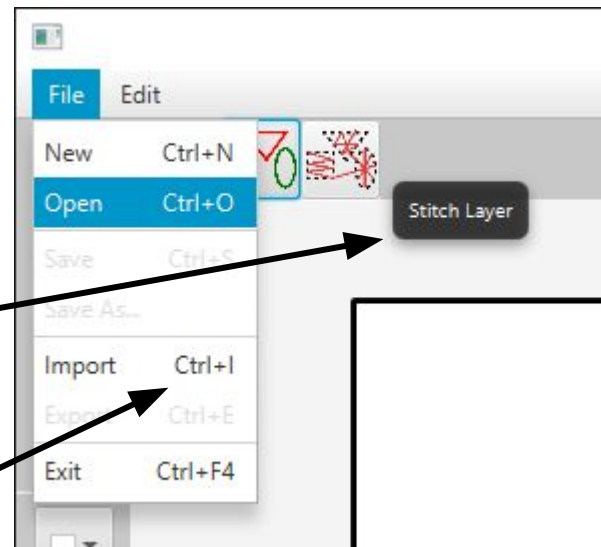 File Edit
New Ctrl+N
Open Ctrl+O
Stitch Layer
Save Ctrl+S
Save As...
Import Ctrl+I
Export Ctrl+E
Exit Ctrl+F4